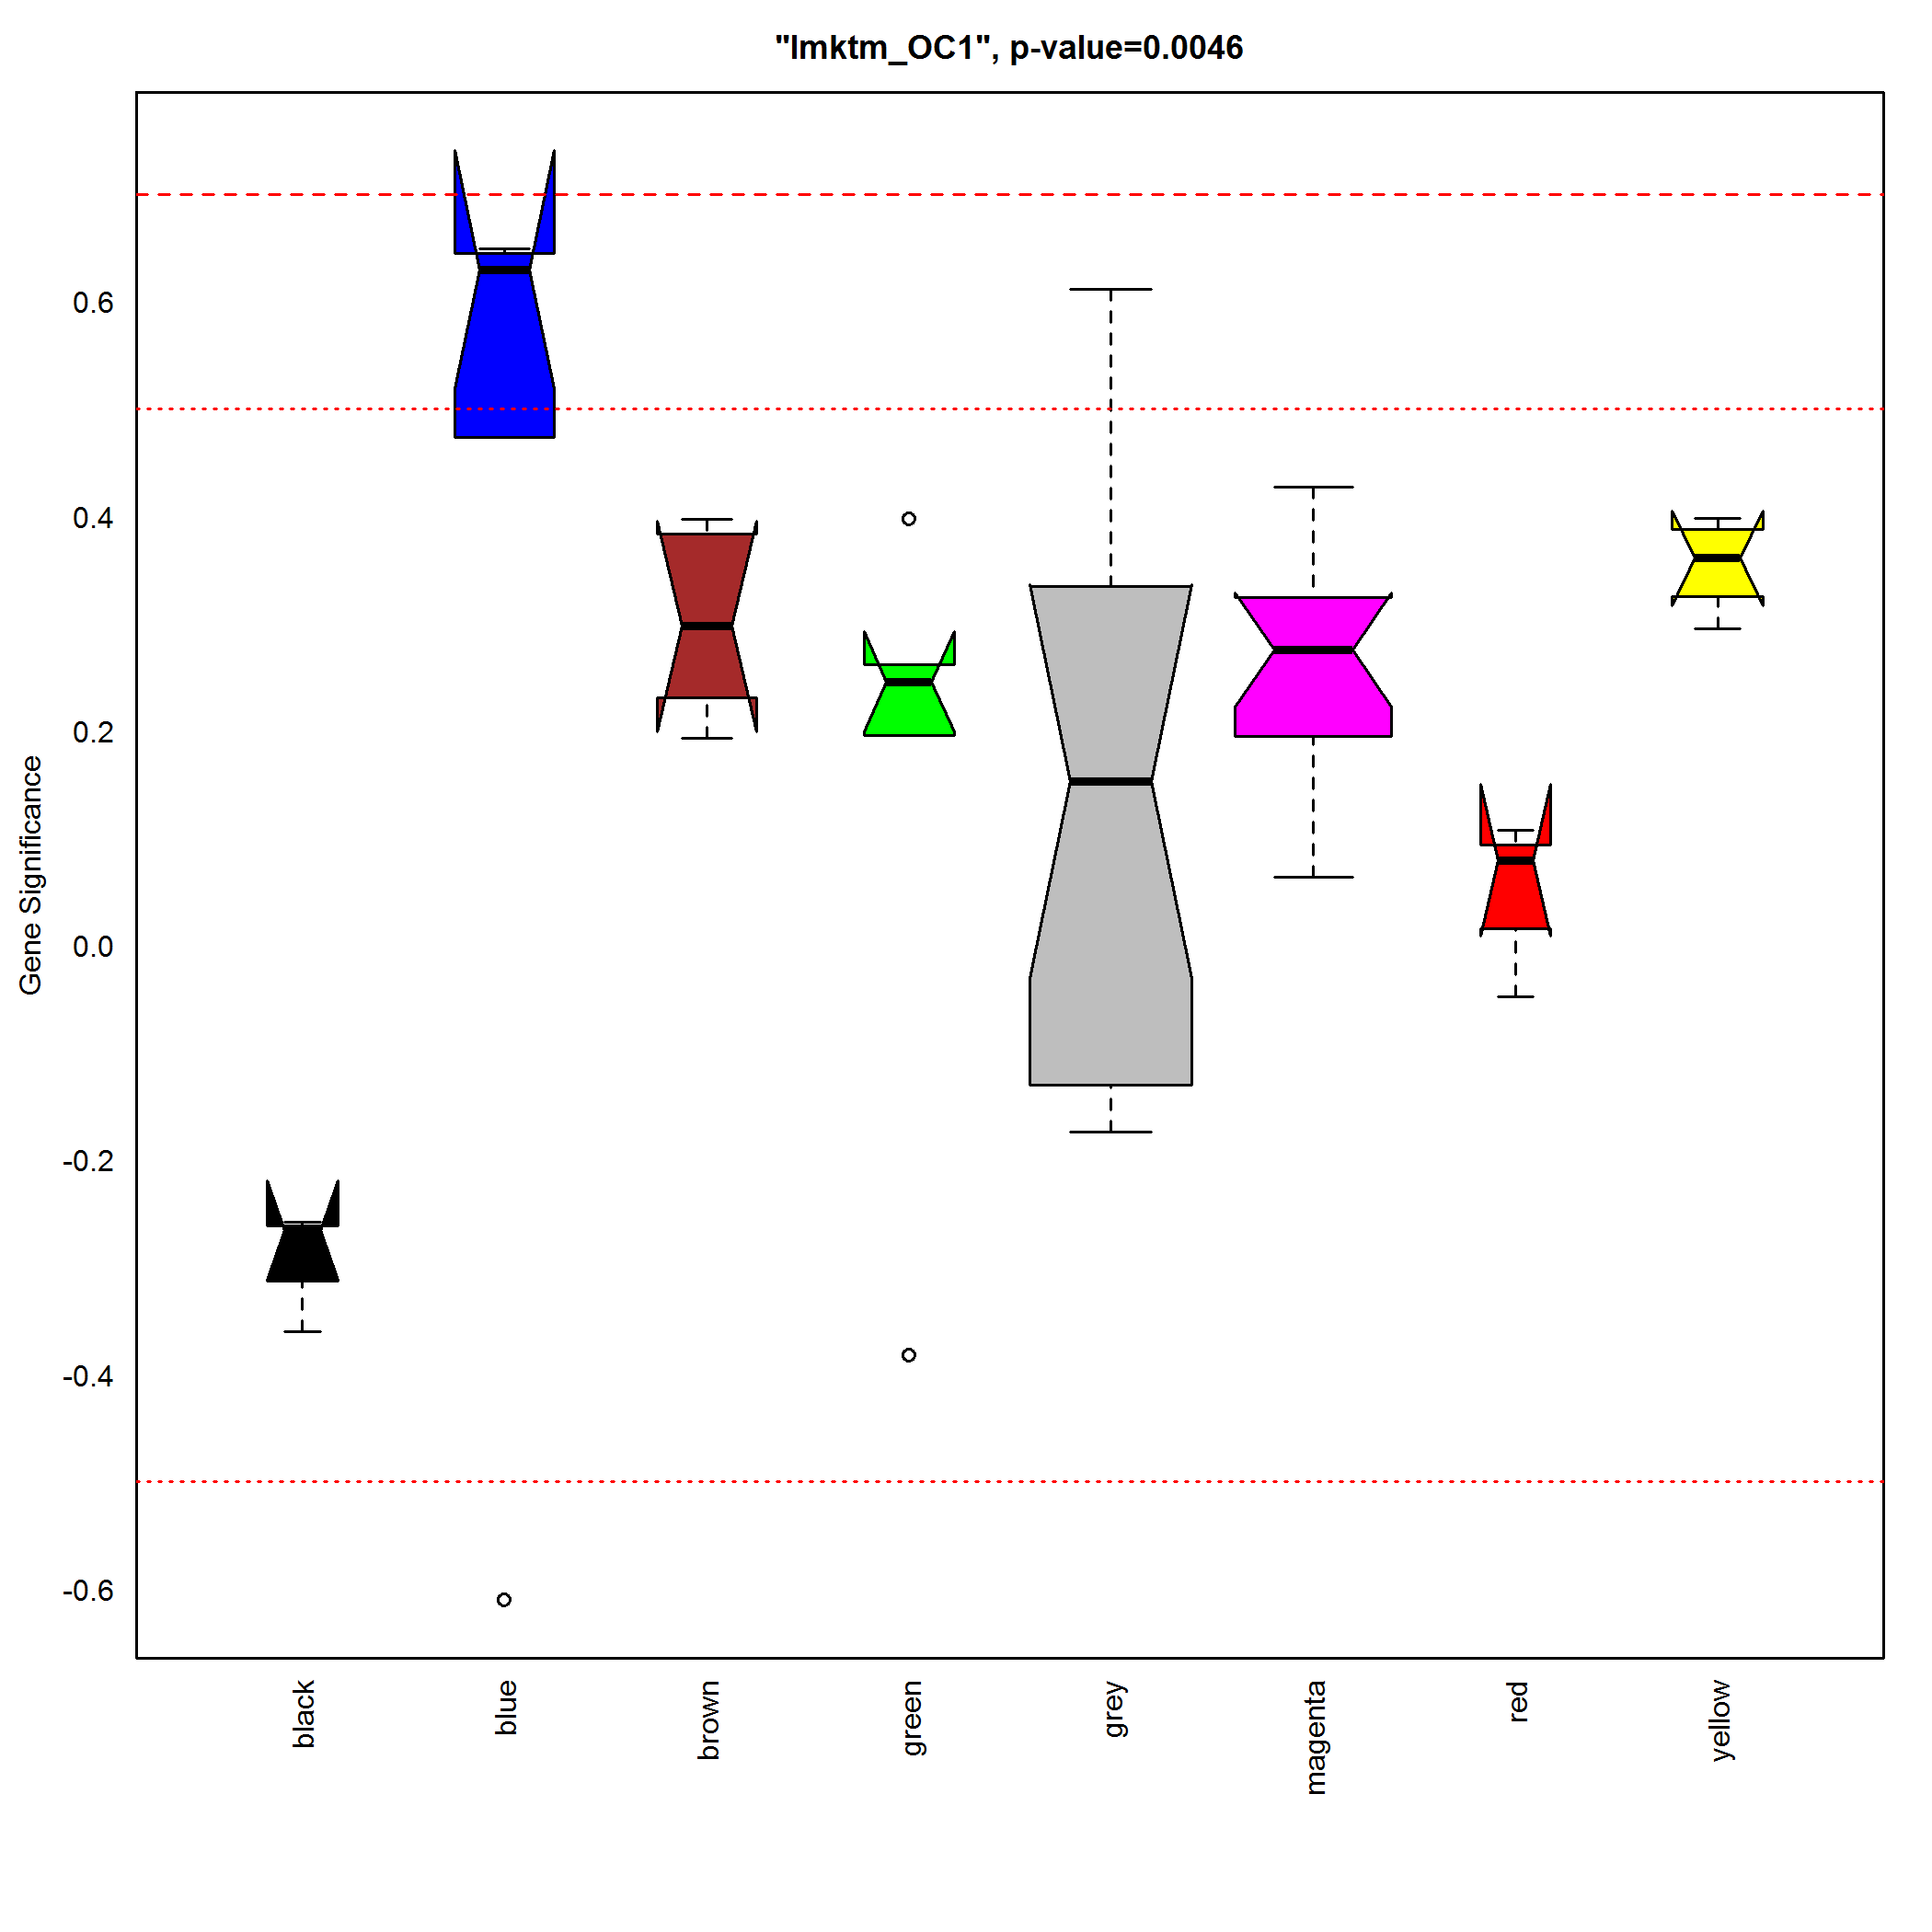 "lmktm_OC1", p-value=0.0046
Gene Significance
0.6
0.4
0.2
0.0
-0.2
-0.4
-0.6
black
blue
brown
green
grey
magenta
red
yellow